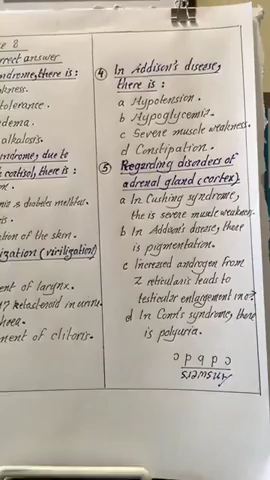 e 8
rrect answer
ndrome, there is :
kness.
tolerance.
dema.
alkalosis.
ndrome, due to
cortisol, there is :
ne.
mia & diabetes mellitus.
is.
ation of the skin.
ization (virilization)
ent of larynx.
17 ketosteroid in urine
rhea.
ment of clitoris.
④ In Addison's disease,
there is :
a Hypotension.
b Hypoglycemia.
c Severe muscle weakness.
d Constipation.
⑤ Regarding disorders of
adrenal gland (cortex)
a In Cushing syndrome,
the is severe muscle weakness.
b In Addison's disease, there
is pigmentation.
c Increased androgen from
Z reticularis leads to
testicular enlargement in ♂?
d In Conn's syndrome, there
is polyuria.
Answers
c d b d c